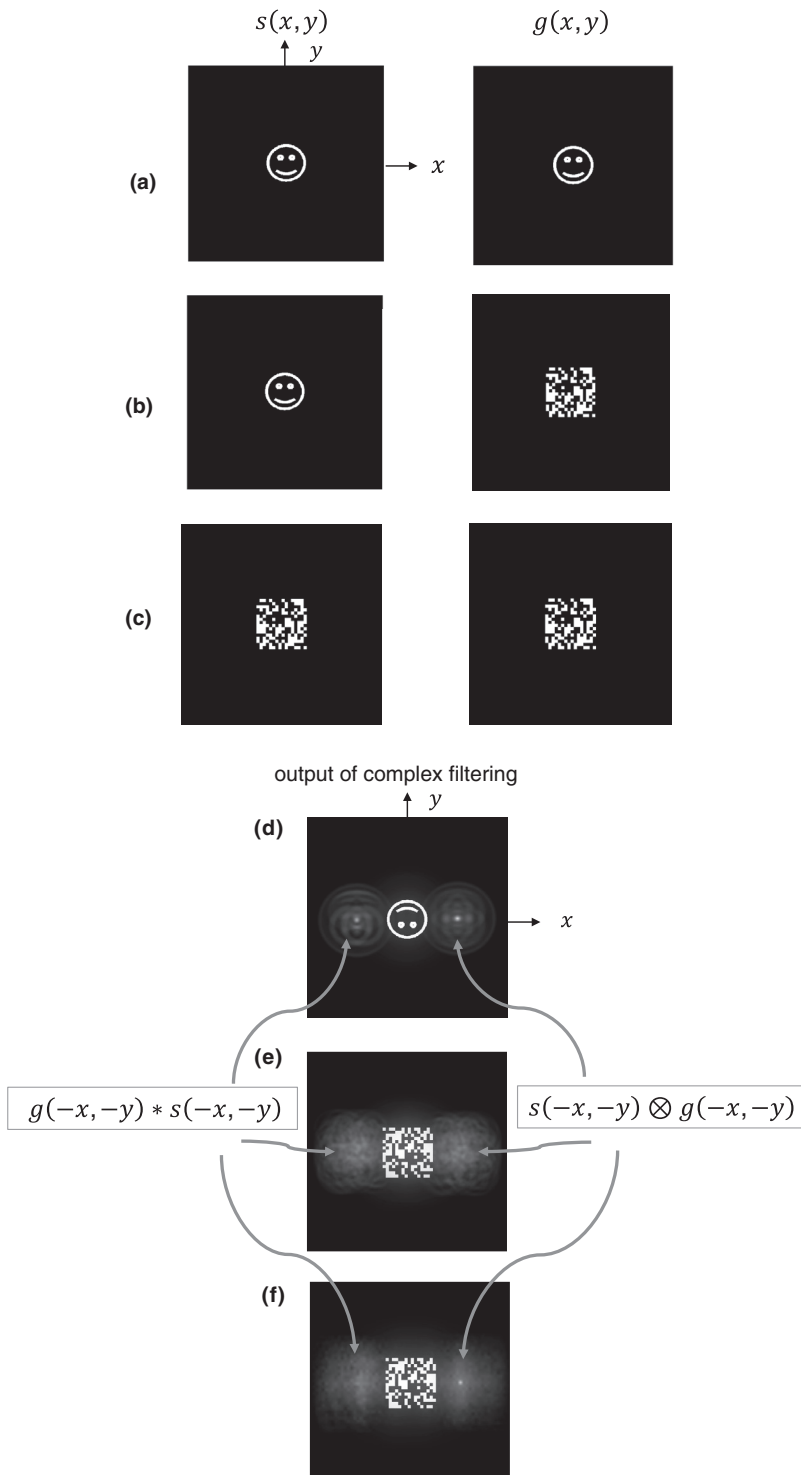 s(x, y) g(x, y)
y
x
(a)
(b)
(c)
output of complex filtering
y
(d)
x
(e)
g(−x, −y) ∗ s(−x, −y) s(−x, −y) ⊗ g(−x, −y)
(f)